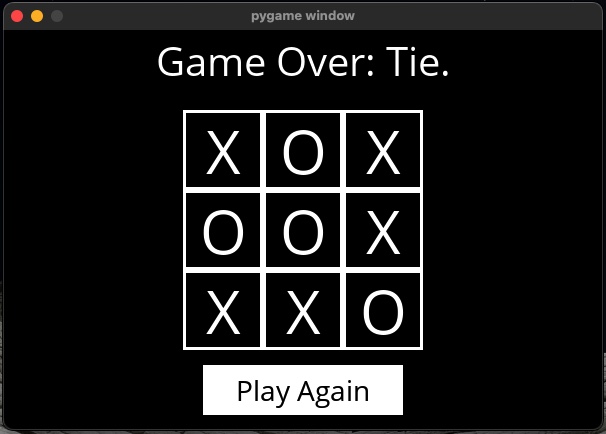 pygame window
Game Over: Tie.
X O X
O O X
X X O
Play Again